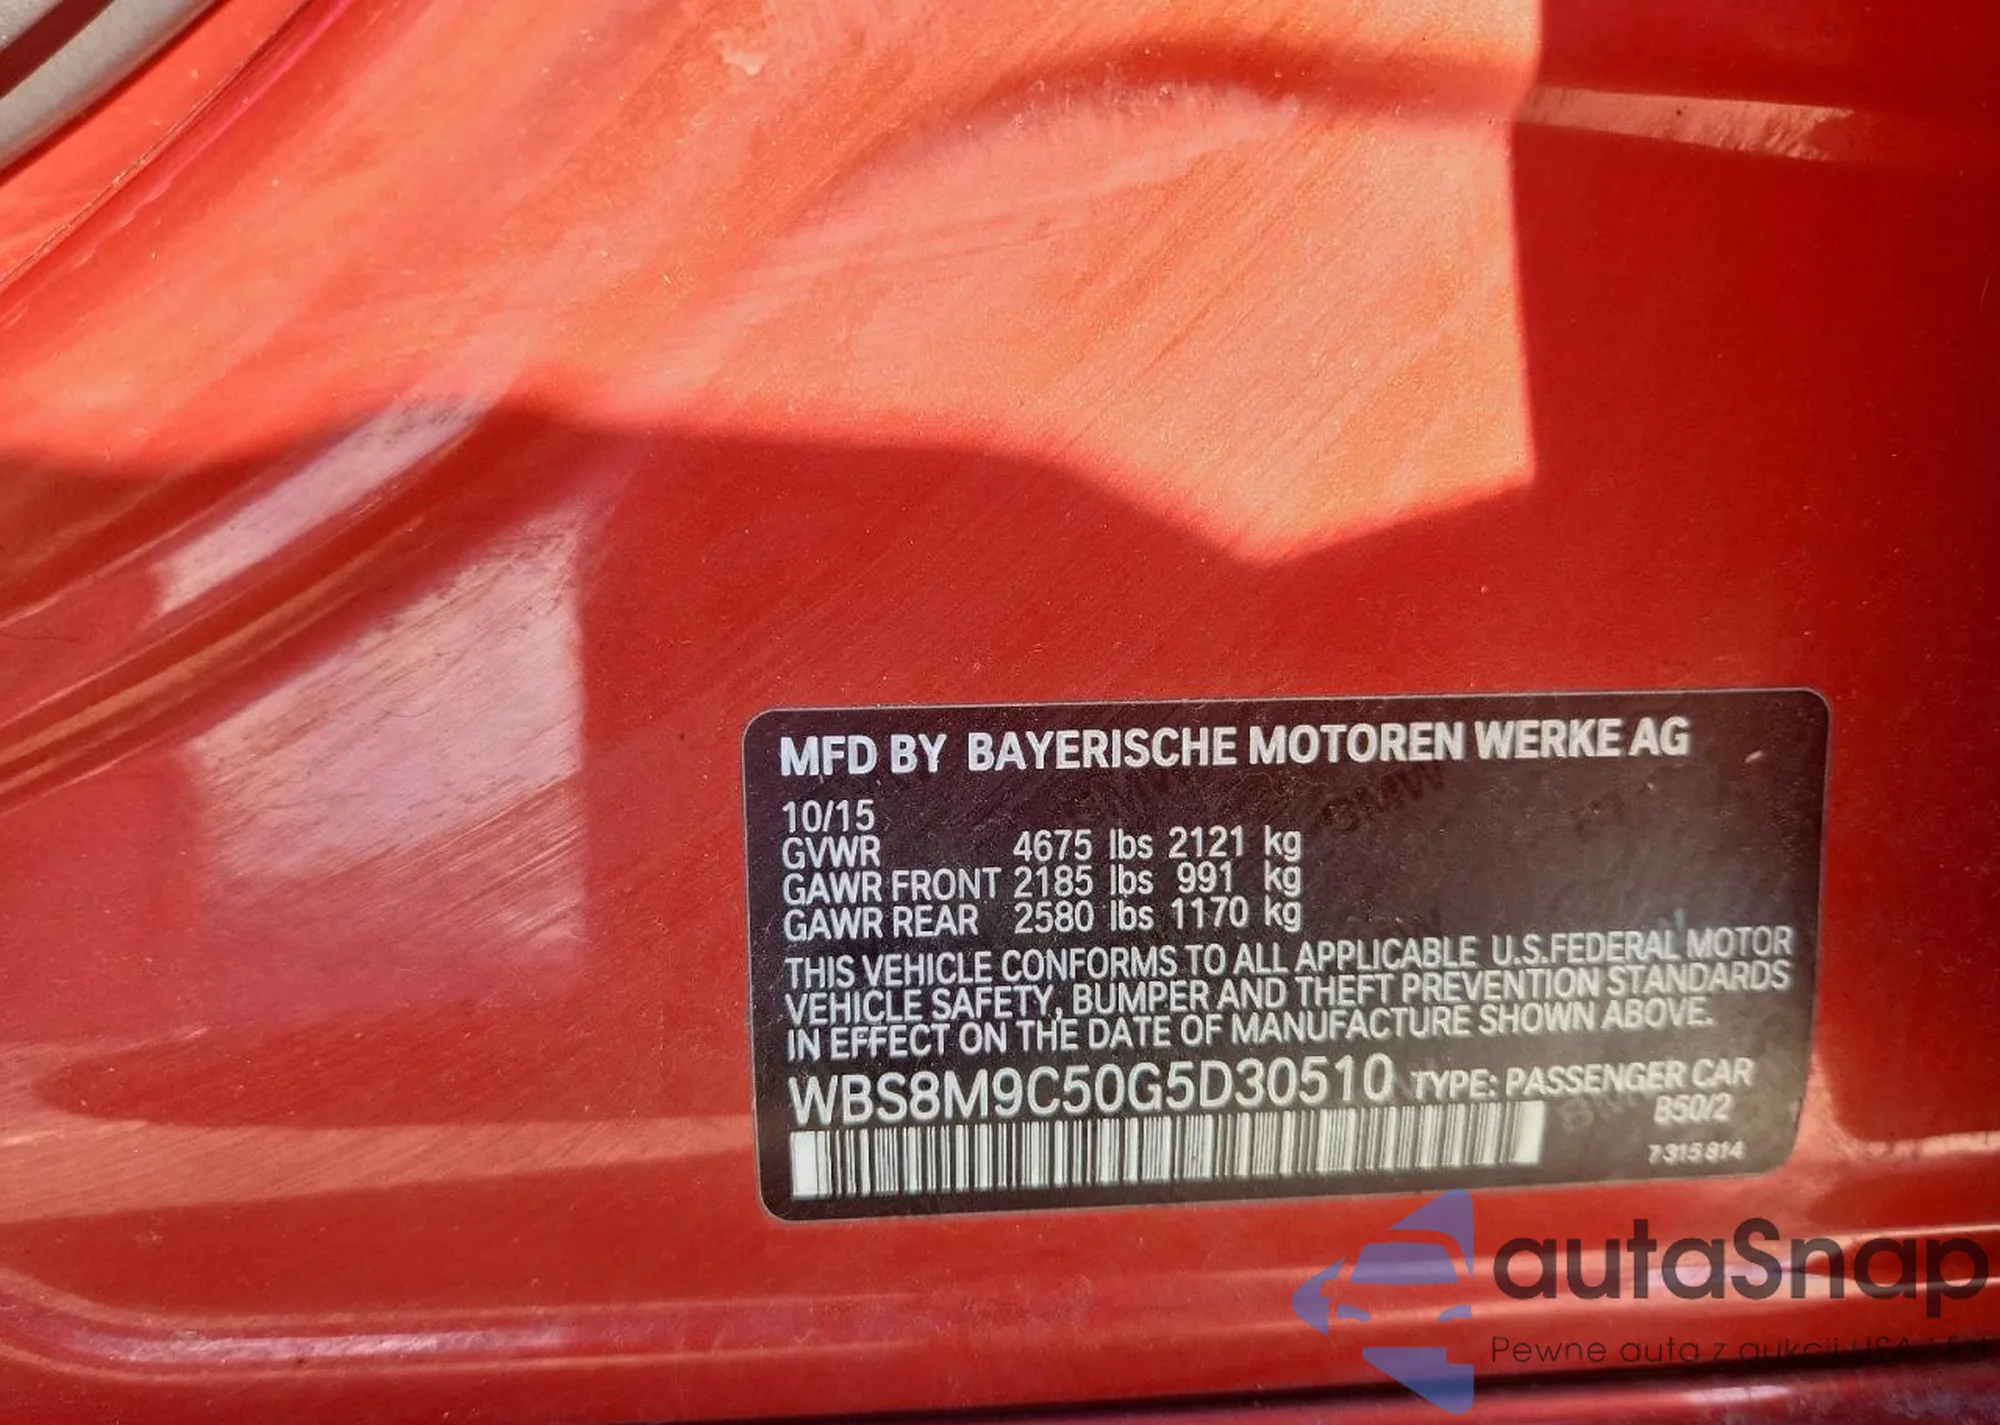 MFD BY BAYERISCHE MOTOREN WERKE AG
10/15
GVWR 4675 lbs 2121 kg
GAWR FRONT 2185 lbs 991 kg
GAWR REAR 2580 lbs 1170 kg
THIS VEHICLE CONFORMS TO ALL APPLICABLE U.S.FEDERAL MOTOR
VEHICLE SAFETY, BUMPER AND THEFT PREVENTION STANDARDS
IN EFFECT ON THE DATE OF MANUFACTURE SHOWN ABOVE.
WBS8M9C50G5D30510 TYPE: PASSENGER CAR
B50/2
7 315 814
autaSnap
Pewne auta z aukcji USA